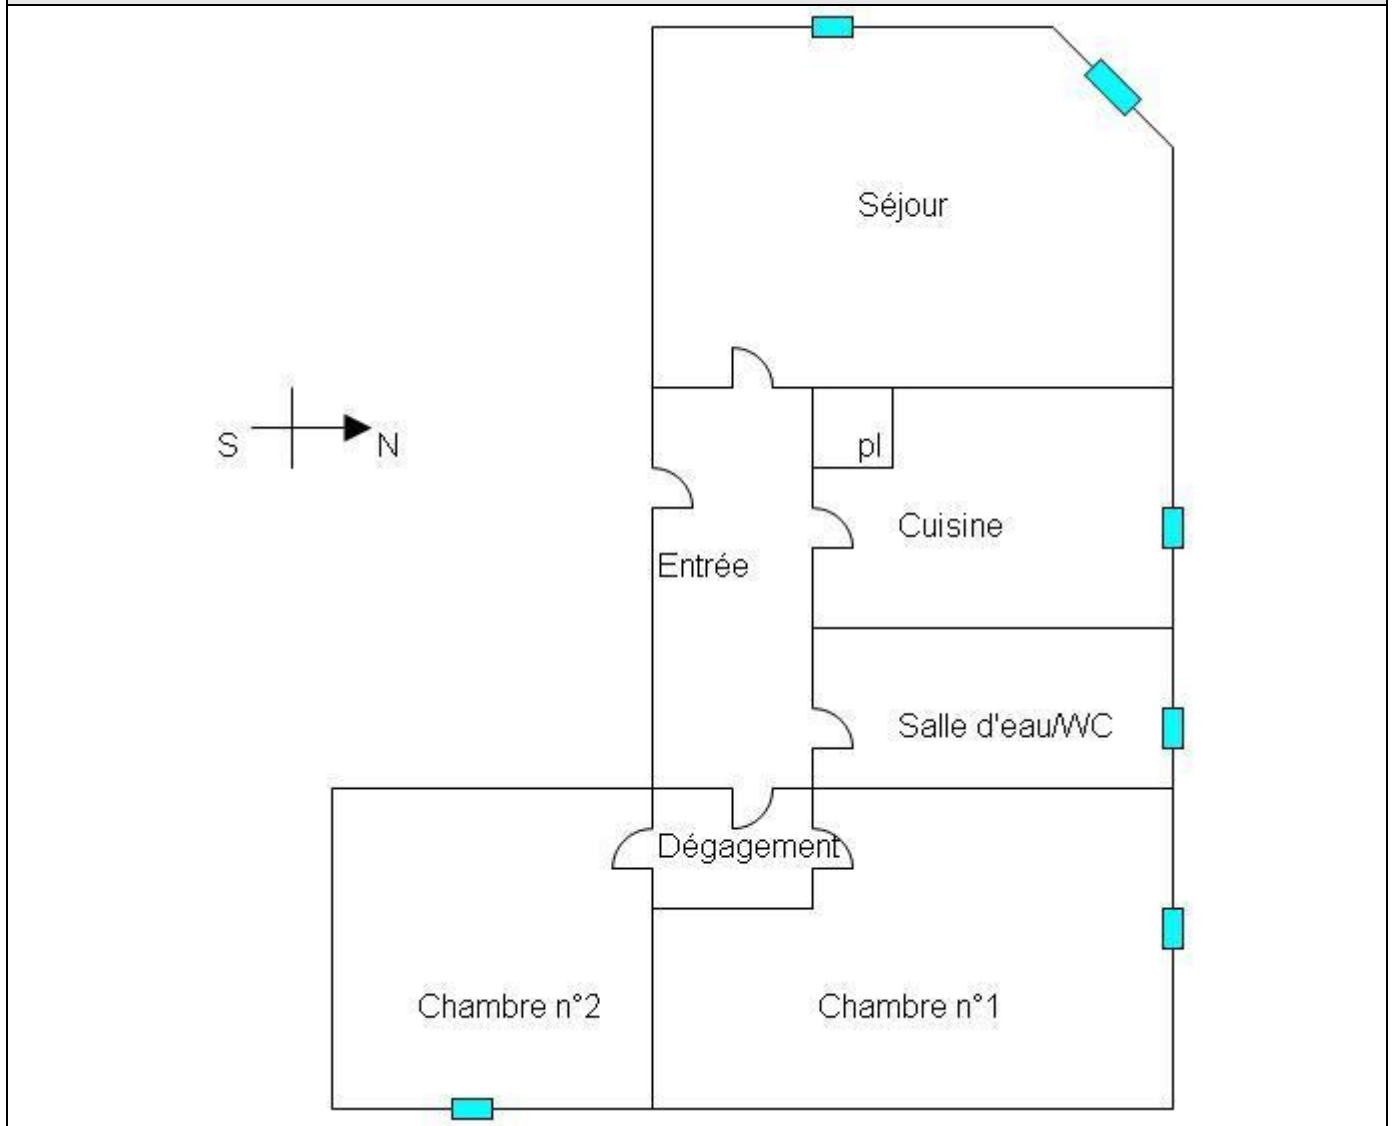 Séjour
S
N
pl
Cuisine
Entrée
Salle d'eau/WC
Dégagement
Chambre n°2
Chambre n°1